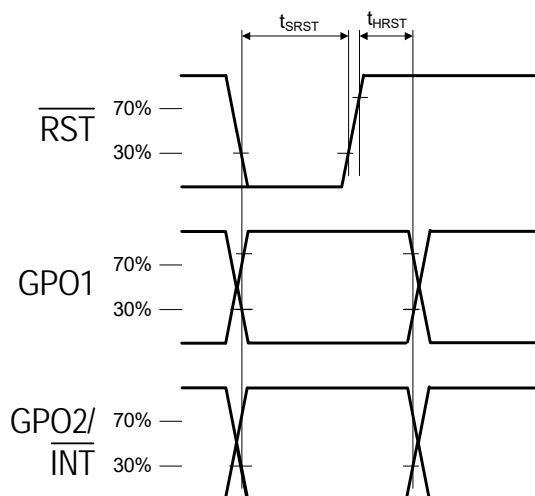 tSRST tHRST
RST 70%
30%
GPO1 70%
30%
GPO2/ 70%
INT 30%